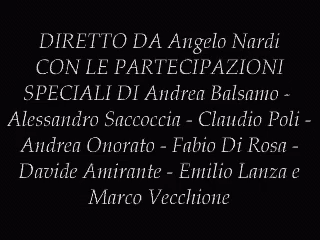 DIRETTO DA Angelo Nardi
CON LE PARTECIPAZIONI
SPECIALI DI Andrea Balsamo -
Alessandro Saccoccia - Claudio Poli -
Andrea Onorato - Fabio Di Rosa -
Davide Amirante - Emilio Lanza e
Marco Vecchione